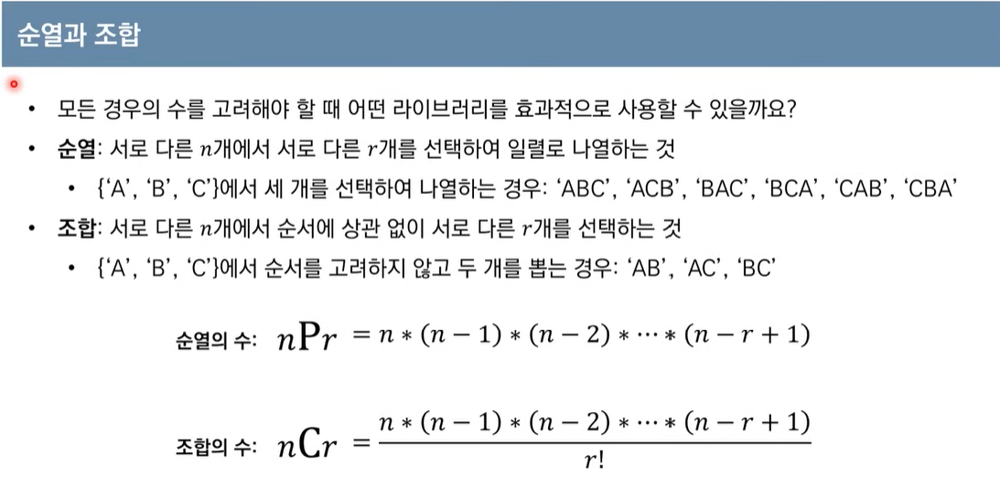 순열과 조합
• 모든 경우의 수를 고려해야 할 때 어떤 라이브러리를 효과적으로 사용할 수 있을까요?
• 순열: 서로 다른 n개에서 서로 다른 r개를 선택하여 일렬로 나열하는 것
• {‘A’, ‘B’, ‘C’}에서 세 개를 선택하여 나열하는 경우: ‘ABC’, ‘ACB’, ‘BAC’, ‘BCA’, ‘CAB’, ‘CBA’
• 조합: 서로 다른 n개에서 순서에 상관 없이 서로 다른 r개를 선택하는 것
• {‘A’, ‘B’, ‘C’}에서 순서를 고려하지 않고 두 개를 뽑는 경우: ‘AB’, ‘AC’, ‘BC’
순열의 수: nPr = n ∗ (n − 1) ∗ (n − 2) ∗ ⋯ ∗ (n − r + 1)
n ∗ (n − 1) ∗ (n − 2) ∗ ⋯ ∗ (n − r + 1)
조합의 수: nCr =
r!